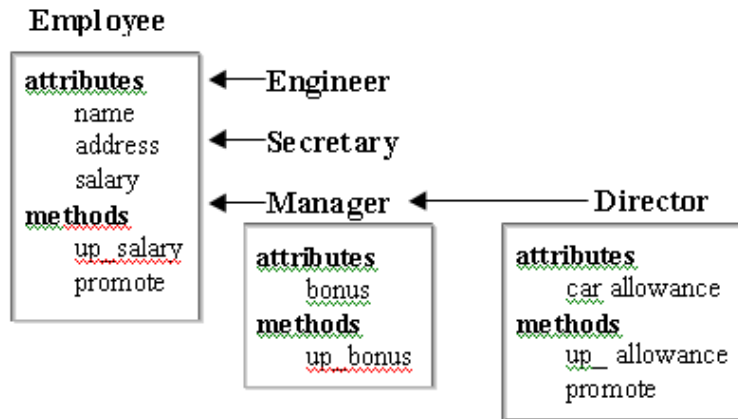 Employee
attributes
name
address
salary
methods
up_salary
promote
Engineer
Secretary
Manager
attributes
bonus
methods
up_bonus
Director
attributes
car allowance
methods
up_ allowance
promote